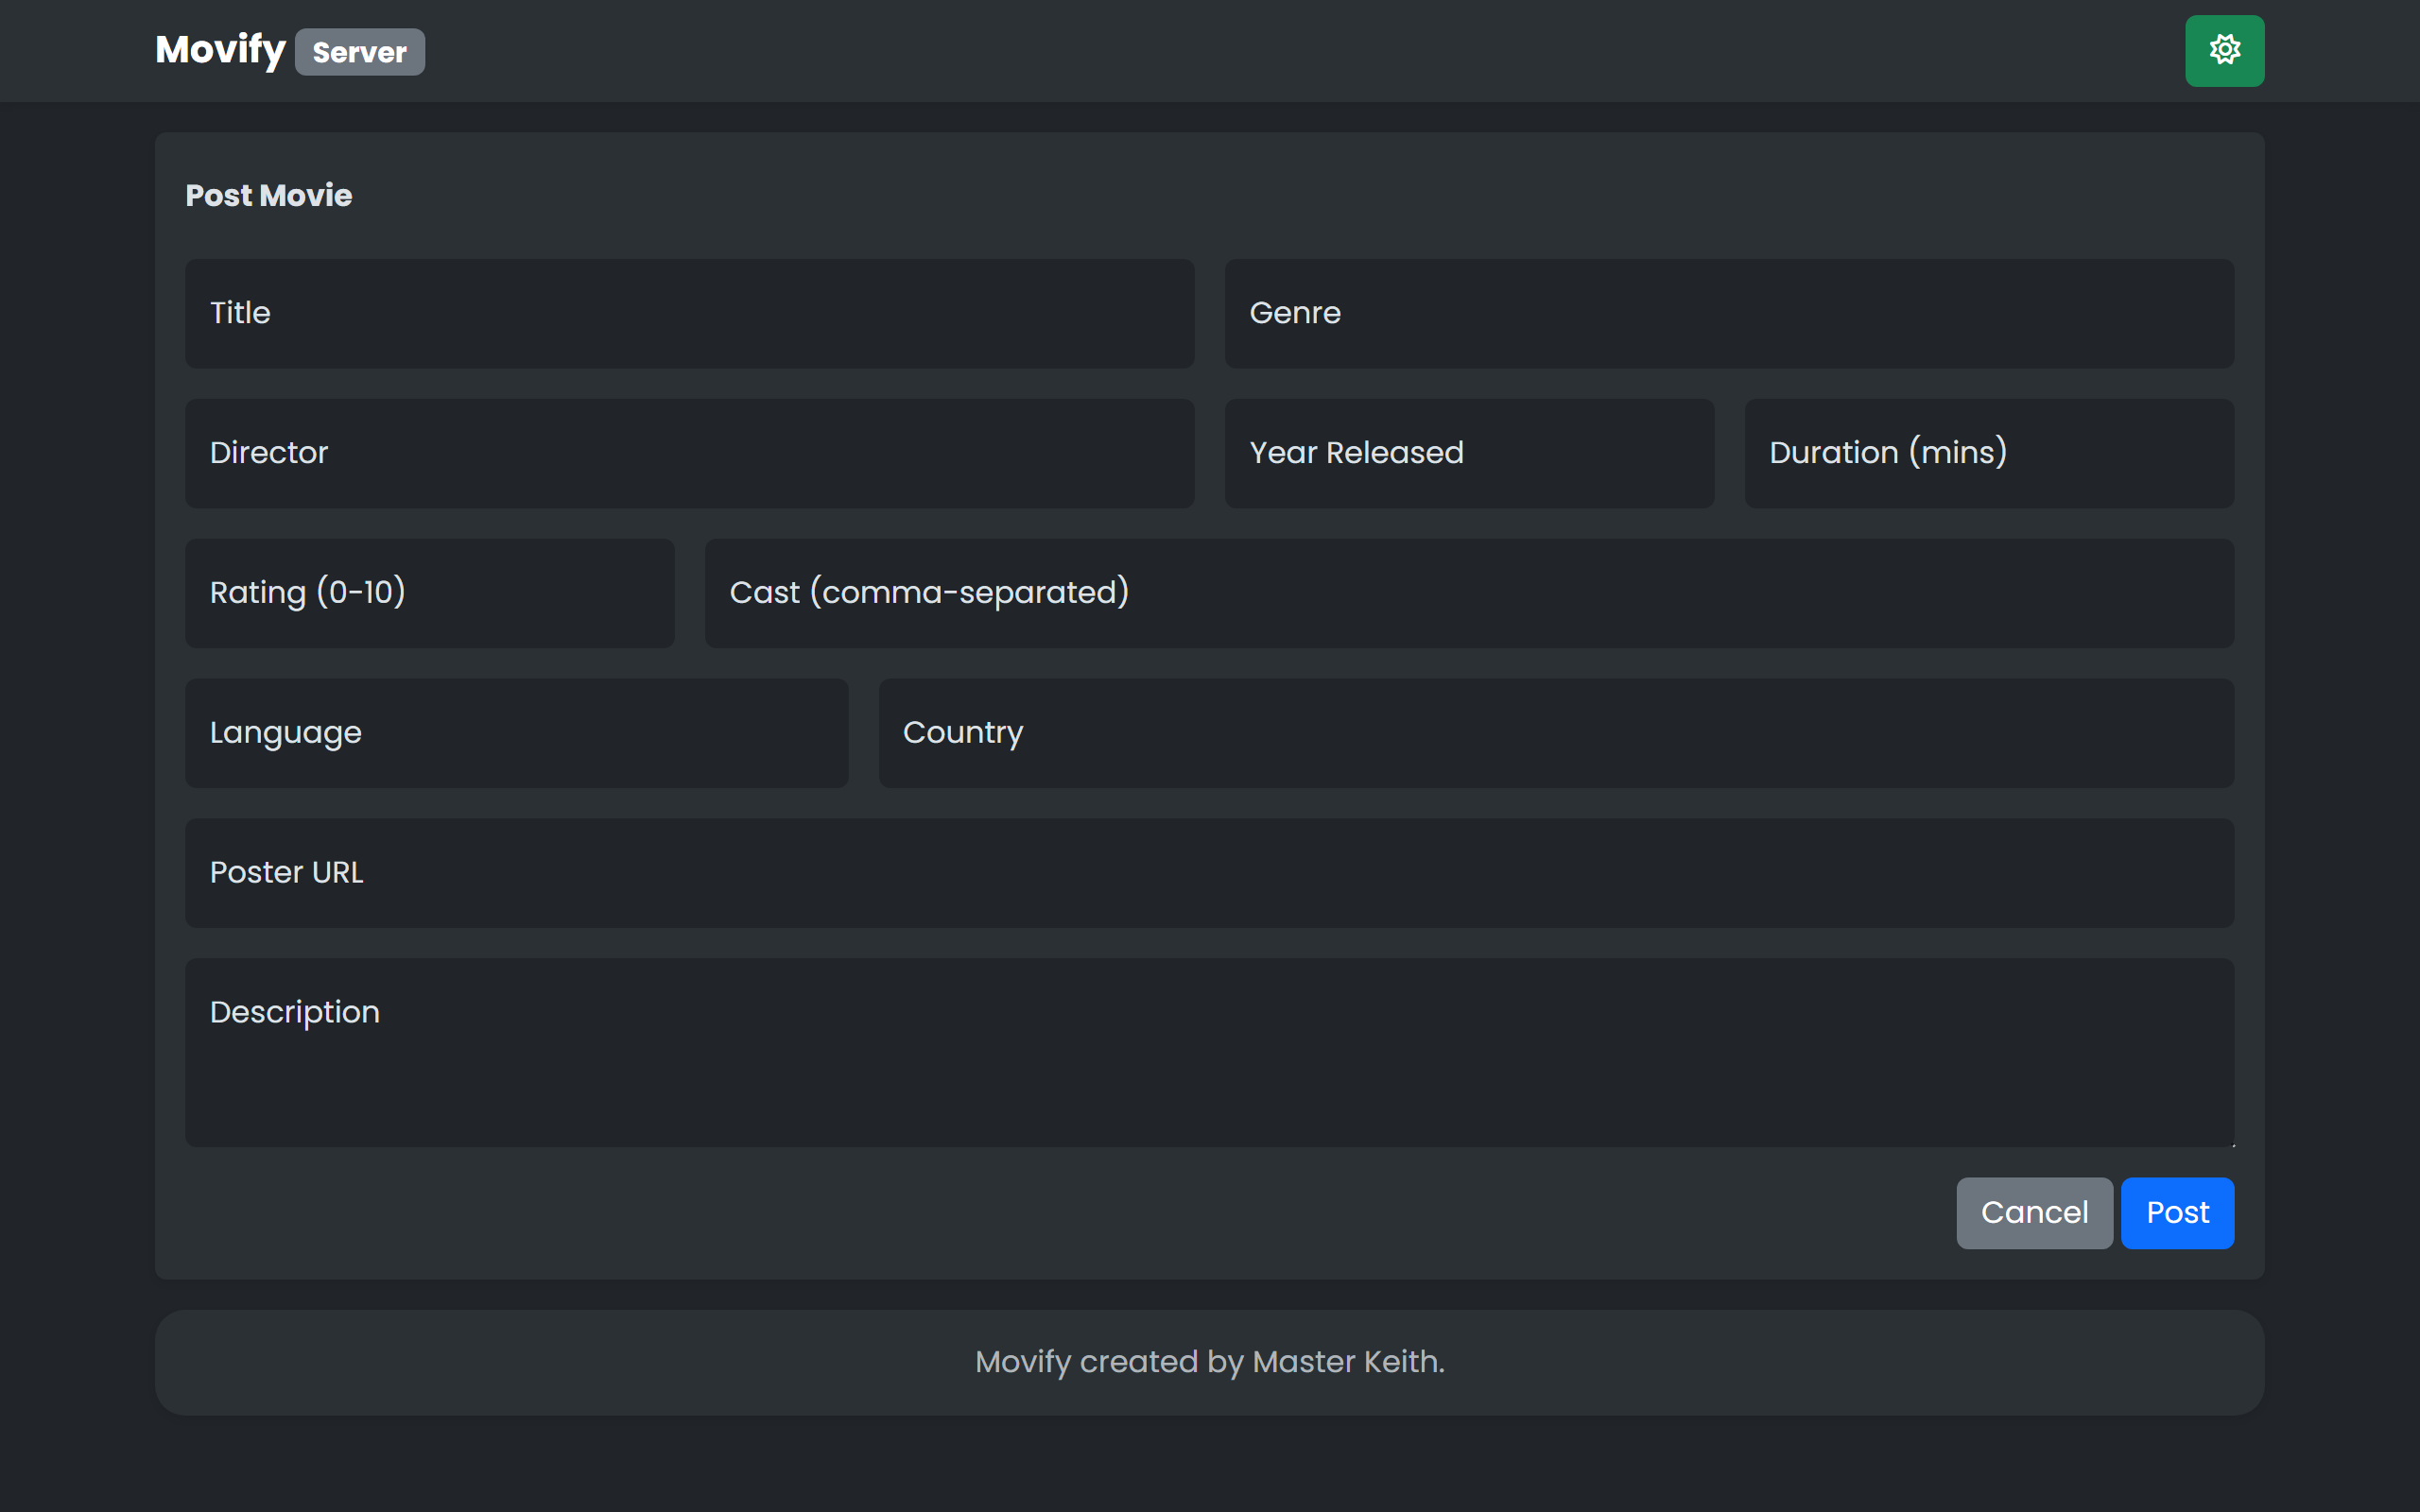 Movify Server
Post Movie
Title
Genre
Director
Year Released
Duration (mins)
Rating (0-10)
Cast (comma-separated)
Language
Country
Poster URL
Description
Cancel
Post
Movify created by Master Keith.